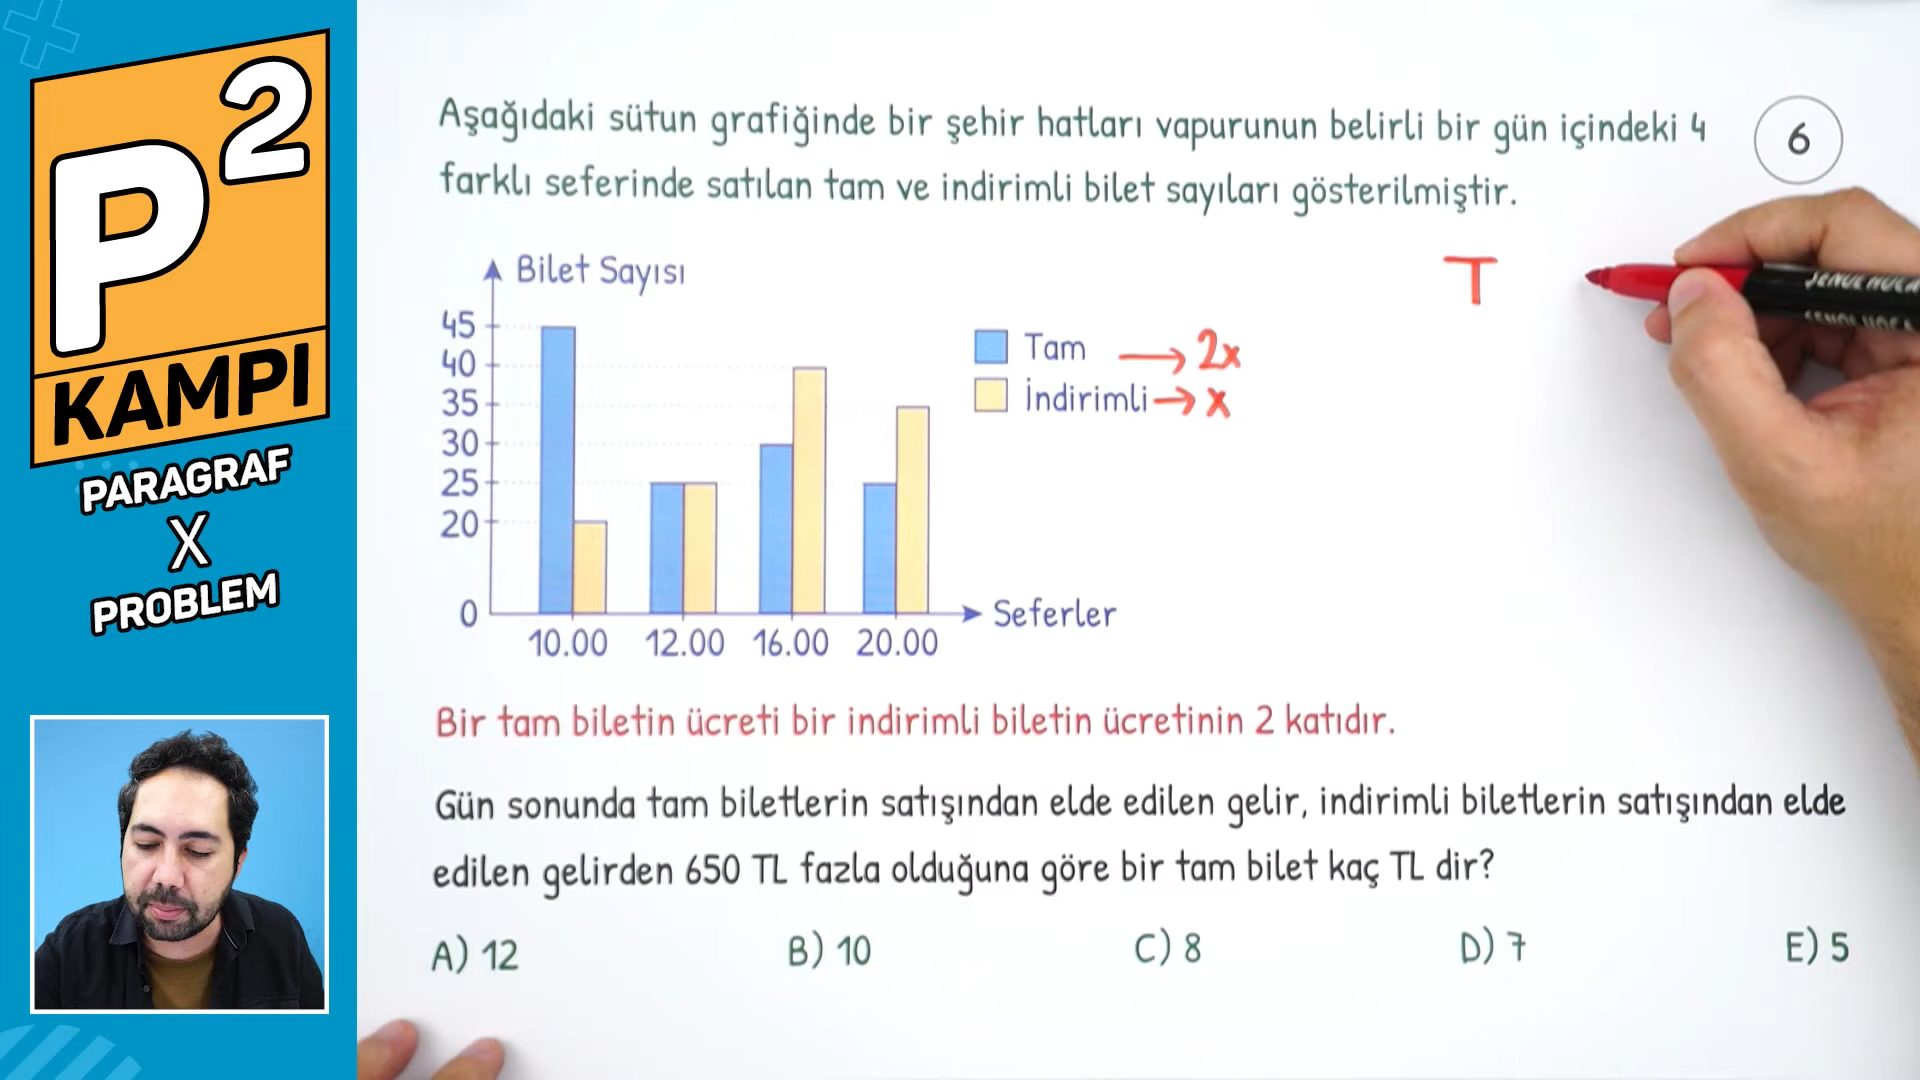 P2
KAMPI
PARAGRAF
X
PROBLEM
Aşağıdaki sütun grafiğinde bir şehir hatları vapurunun belirli bir gün içindeki 4
farklı seferinde satılan tam ve indirimli bilet sayıları gösterilmiştir.
6
T
Bilet Sayısı
45
40
35
30
25
20
0
Tam → 2x
İndirimli → x
10.00 12.00 16.00 20.00
Seferler
Bir tam biletin ücreti bir indirimli biletin ücretinin 2 katıdır.
Gün sonunda tam biletlerin satışından elde edilen gelir, indirimli biletlerin satışından elde
edilen gelirden 650 TL fazla olduğuna göre bir tam bilet kaç TL dir?
A) 12 B) 10 C) 8 D) 7 E) 5